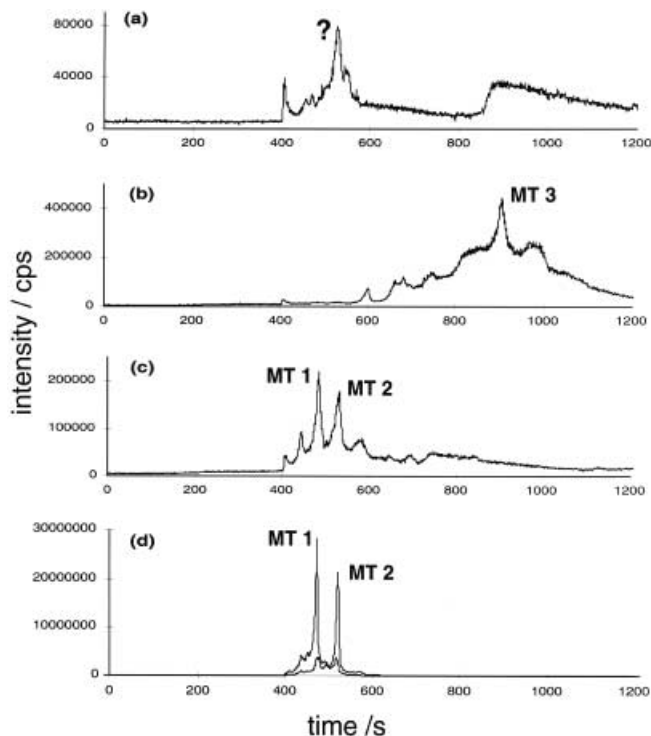 (a)
?
80000
40000
0
0 200 400 600 800 1000 1200
(b)
MT 3
400000
200000
0
0 200 400 600 800 1000 1200
intensity / cps
(c)
MT 1
MT 2
200000
100000
0
0 200 400 600 800 1000 1200
(d)
MT 1
MT 2
30000000
20000000
10000000
0
0 200 400 600 800 1000 1200
time /s